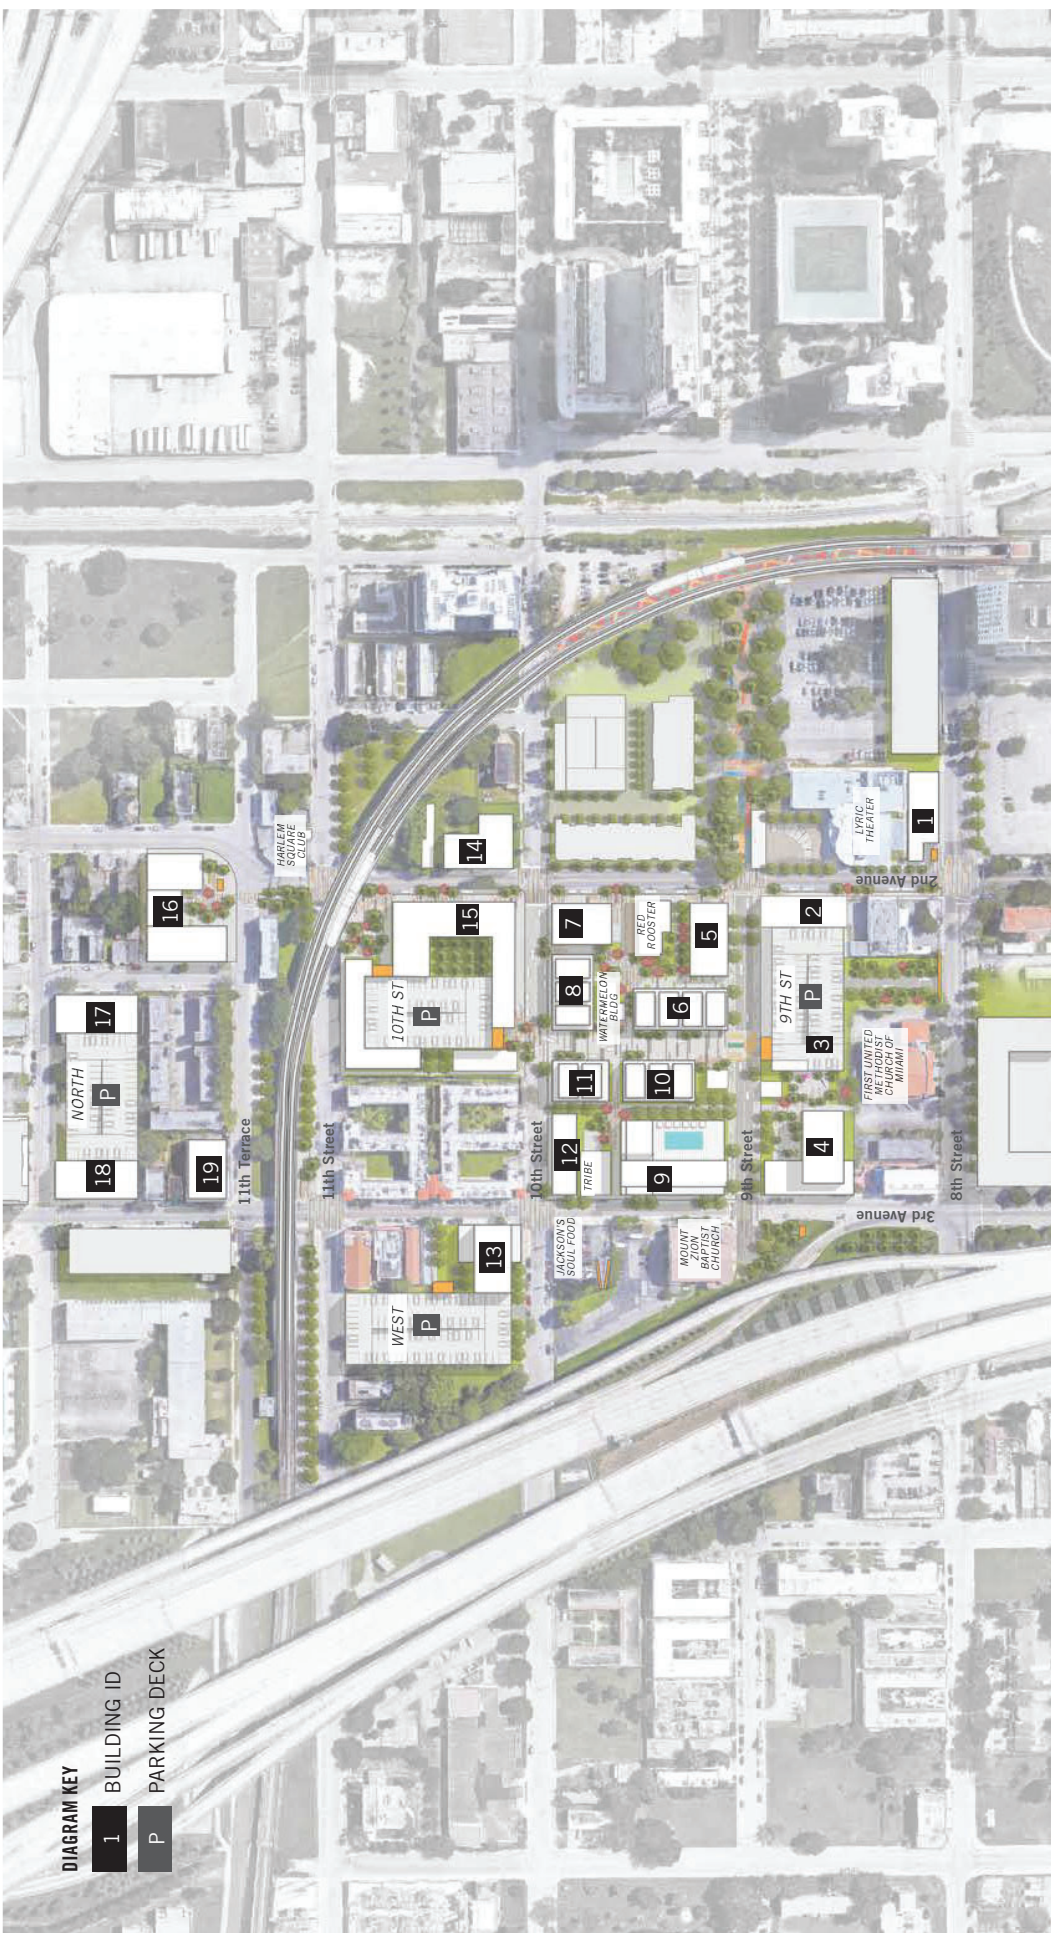 DIAGRAM KEY
1 BUILDING ID
P PARKING DECK
18
NORTH
P
17
16
19
11th Terrace
HARLEM
SQUARE
CLUB
11th Street
WEST
P
13
10TH ST
P
15
14
10th Street
JACKSON'S
SOUL FOOD
12
TRIBE
11
8
7
WATERMELON
BLDG
RED
ROOSTER
9
10
6
5
MOUNT
ZION
BAPTIST
CHURCH
9th Street
9TH ST
P
4
3
2
FIRST UNITED
METHODIST
CHURCH OF
MIIAMI
LYRIC
THEATER
1
3rd Avenue
2nd Avenue
8th Street